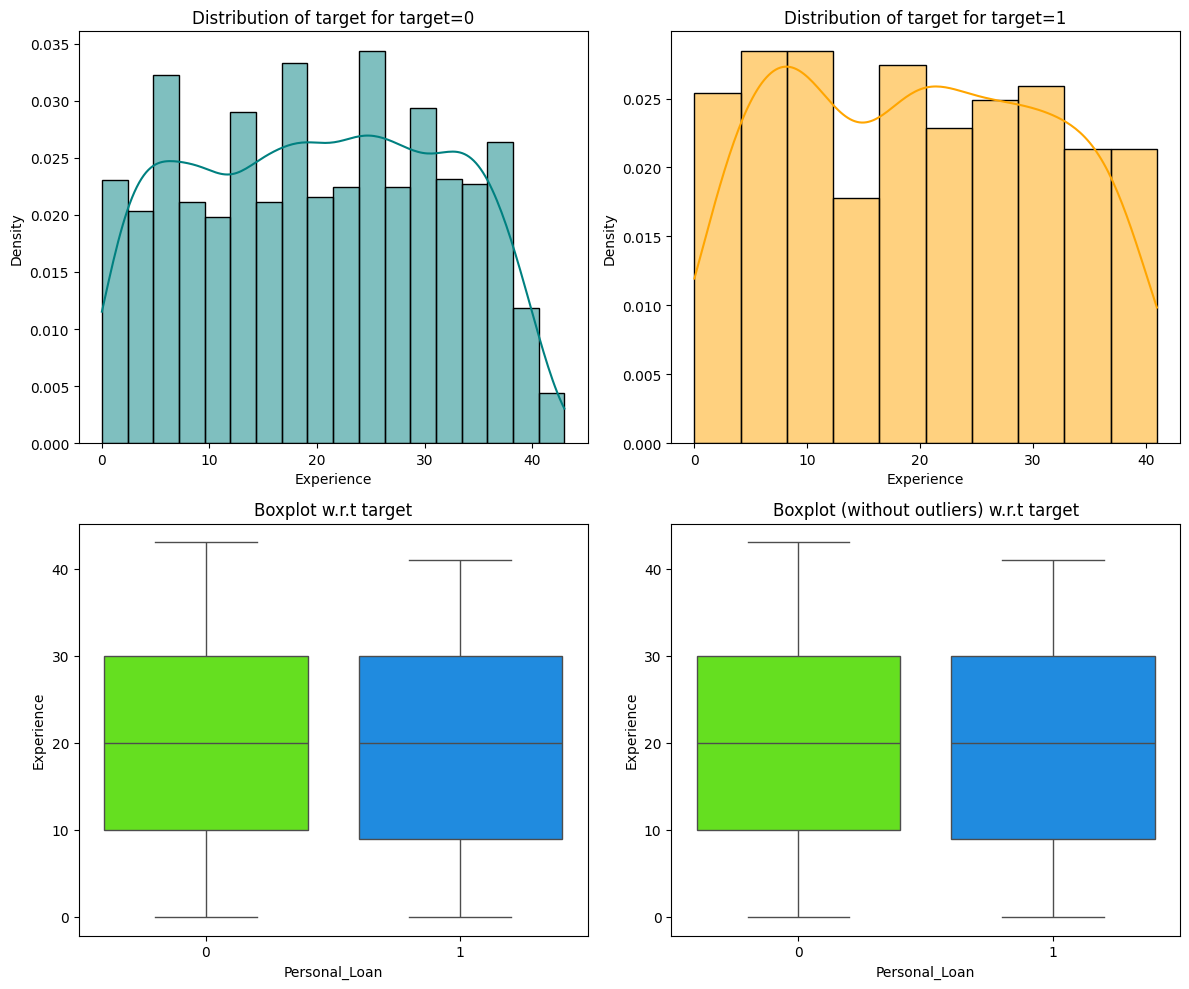 Distribution of target for target=0
Distribution of target for target=1
0.035
0.030
0.025
0.020
0.015
0.010
0.005
0.000
Density
0 10 20 30 40
Experience
0.025
0.020
0.015
0.010
0.005
0.000
Density
0 10 20 30 40
Experience
Boxplot w.r.t target
Boxplot (without outliers) w.r.t target
40
30
20
10
0
Experience
0 1
Personal_Loan
40
30
20
10
0
Experience
0 1
Personal_Loan